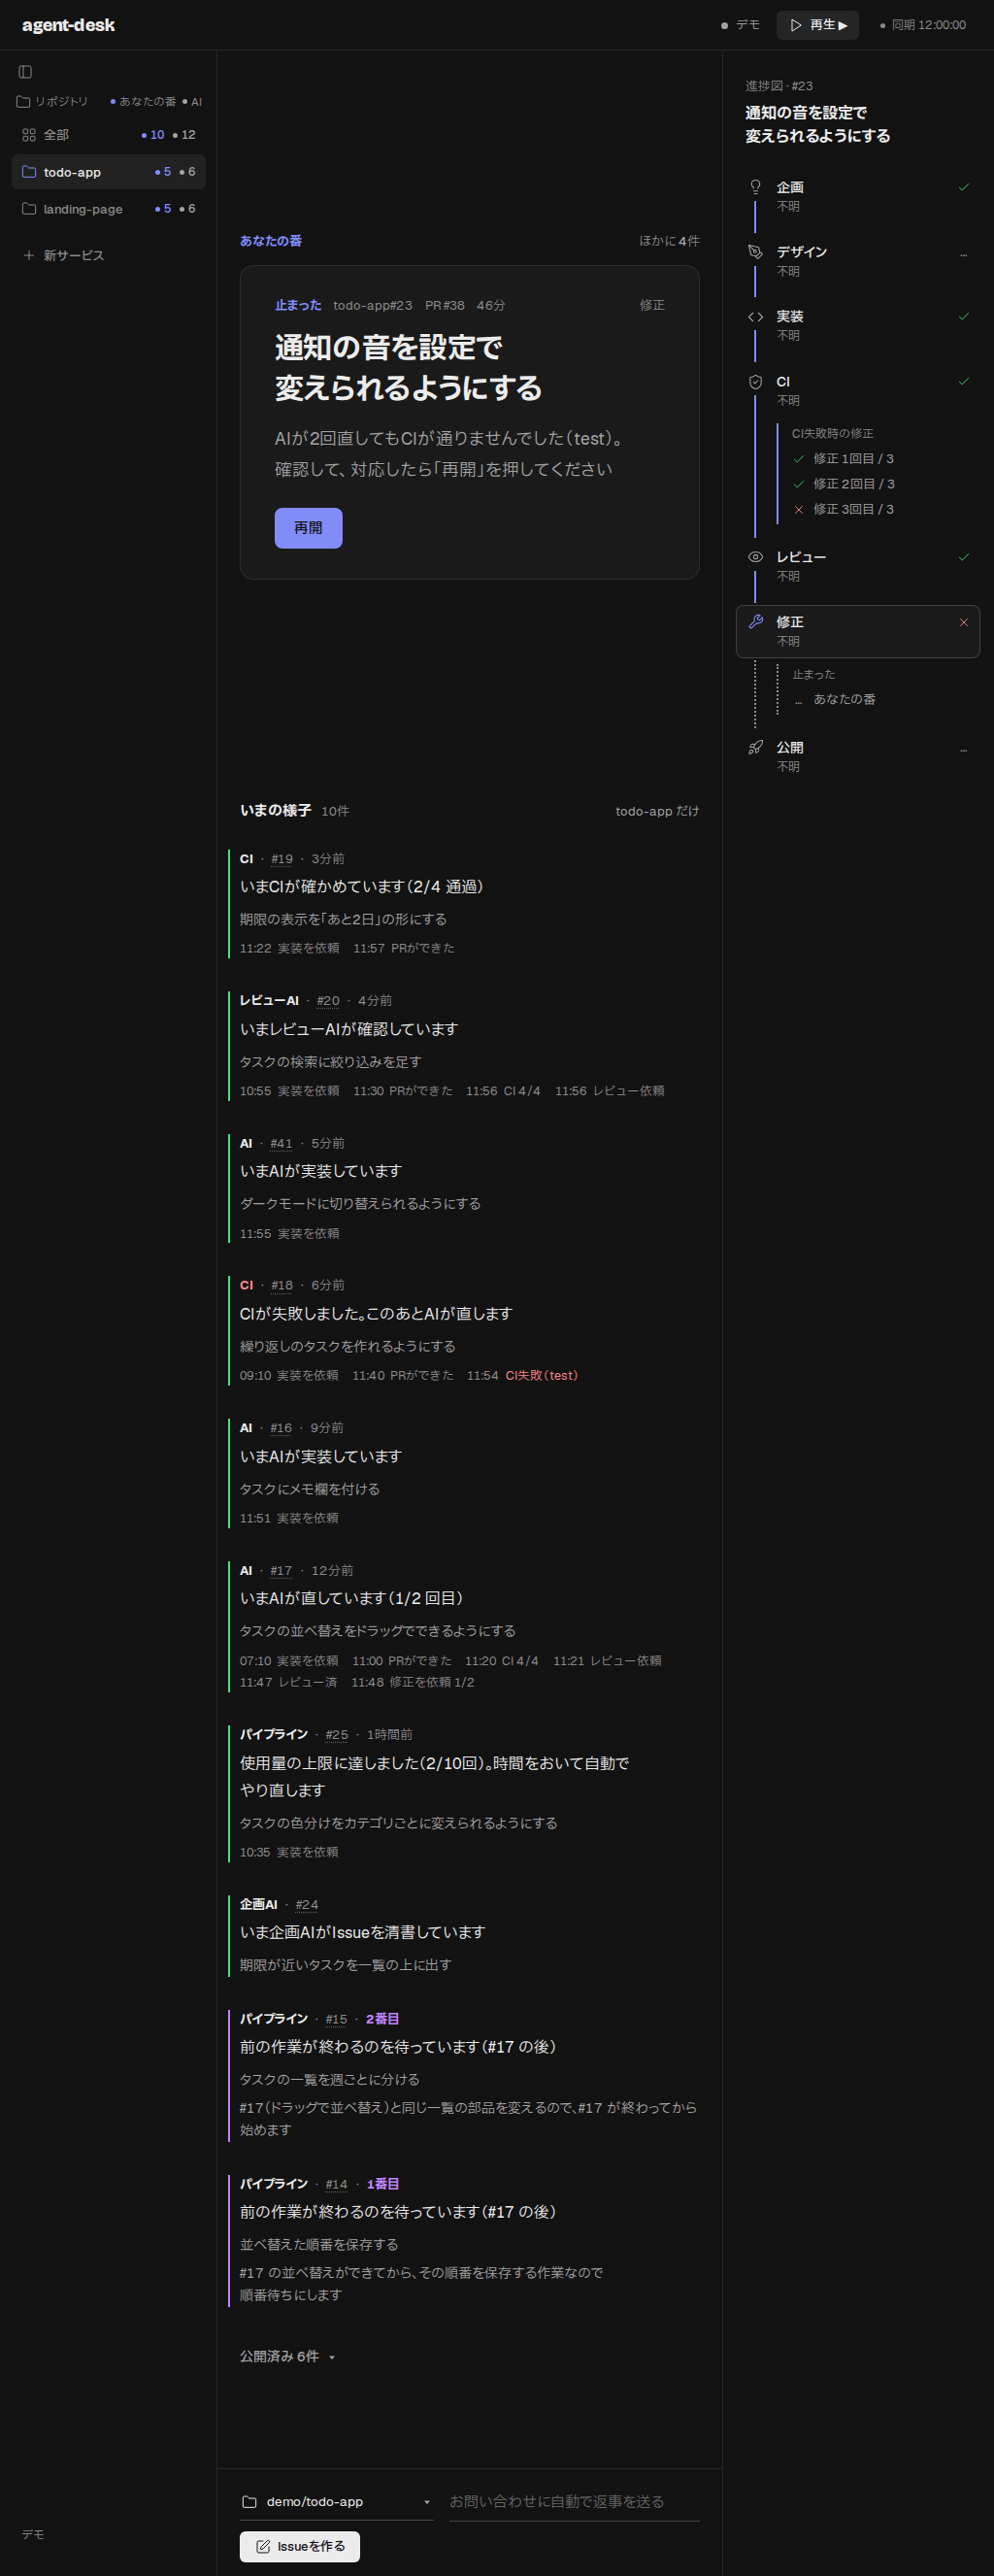 agent-desk
デモ
再生 ▶
同期 12:00:00
リポジトリ
あなたの番
AI
全部
10
12
todo-app
5
6
landing-page
5
6
新サービス
デモ
あなたの番
ほかに 4件
止まった todo-app#23 PR #38 46分
修正
通知の音を設定で
変えられるようにする
AIが2回直してもCIが通りませんでした(test)。
確認して、対応したら「再開」を押してください
再開
いまの様子 10件
todo-app だけ
CI · #19 · 3分前
いまCIが確かめています(2/4 通過)
期限の表示を「あと2日」の形にする
11:22 実装を依頼 11:57 PRができた
レビューAI · #20 · 4分前
いまレビューAIが確認しています
タスクの検索に絞り込みを足す
10:55 実装を依頼 11:30 PRができた 11:56 CI 4/4 11:56 レビュー依頼
AI · #41 · 5分前
いまAIが実装しています
ダークモードに切り替えられるようにする
11:55 実装を依頼
CI · #18 · 6分前
CIが失敗しました。このあとAIが直します
繰り返しのタスクを作れるようにする
09:10 実装を依頼 11:40 PRができた 11:54 CI失敗(test)
AI · #16 · 9分前
いまAIが実装しています
タスクにメモ欄を付ける
11:51 実装を依頼
AI · #17 · 12分前
いまAIが直しています(1/2 回目)
タスクの並べ替えをドラッグでできるようにする
07:10 実装を依頼 11:00 PRができた 11:20 CI 4/4 11:21 レビュー依頼
11:47 レビュー済 11:48 修正を依頼 1/2
パイプライン · #25 · 1時間前
使用量の上限に達しました(2/10回)。時間をおいて自動で
やり直します
タスクの色分けをカテゴリごとに変えられるようにする
10:35 実装を依頼
企画AI · #24
いま企画AIがIssueを清書しています
期限が近いタスクを一覧の上に出す
パイプライン · #15 · 2番目
前の作業が終わるのを待っています(#17 の後)
タスクの一覧を週ごとに分ける
#17(ドラッグで並べ替え)と同じ一覧の部品を変えるので、#17 が終わってから
始めます
パイプライン · #14 · 1番目
前の作業が終わるのを待っています(#17 の後)
並べ替えた順番を保存する
#17 の並べ替えができてから、その順番を保存する作業なので
順番待ちにします
公開済み 6件
demo/todo-app
お問い合わせに自動で返事を送る
Issueを作る
進捗図 · #23
通知の音を設定で
変えられるようにする
企画
不明
デザイン
…
不明
実装
不明
CI
不明
CI失敗時の修正
修正 1回目 / 3
修正 2回目 / 3
修正 3回目 / 3
レビュー
不明
修正
不明
止まった
… あなたの番
公開
…
不明